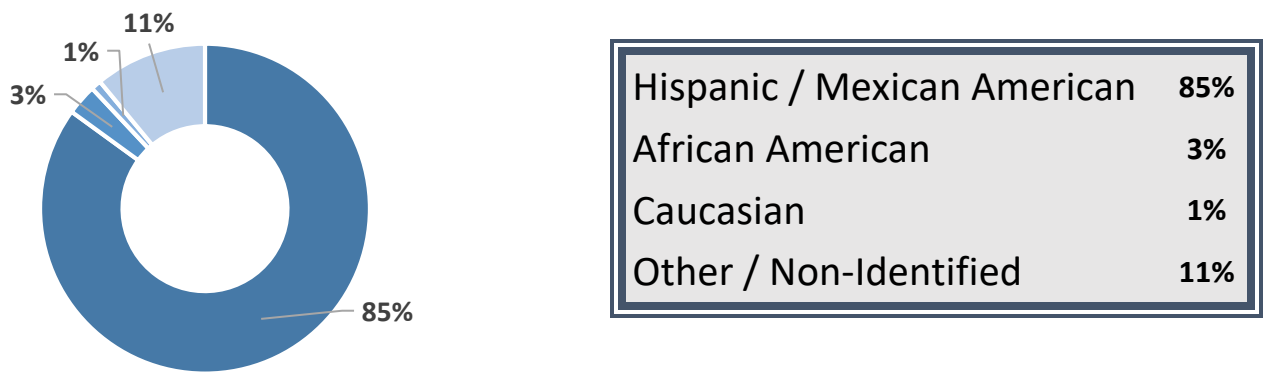 11%
1%
3%
85%
Hispanic / Mexican American 85%
African American 3%
Caucasian 1%
Other / Non-Identified 11%